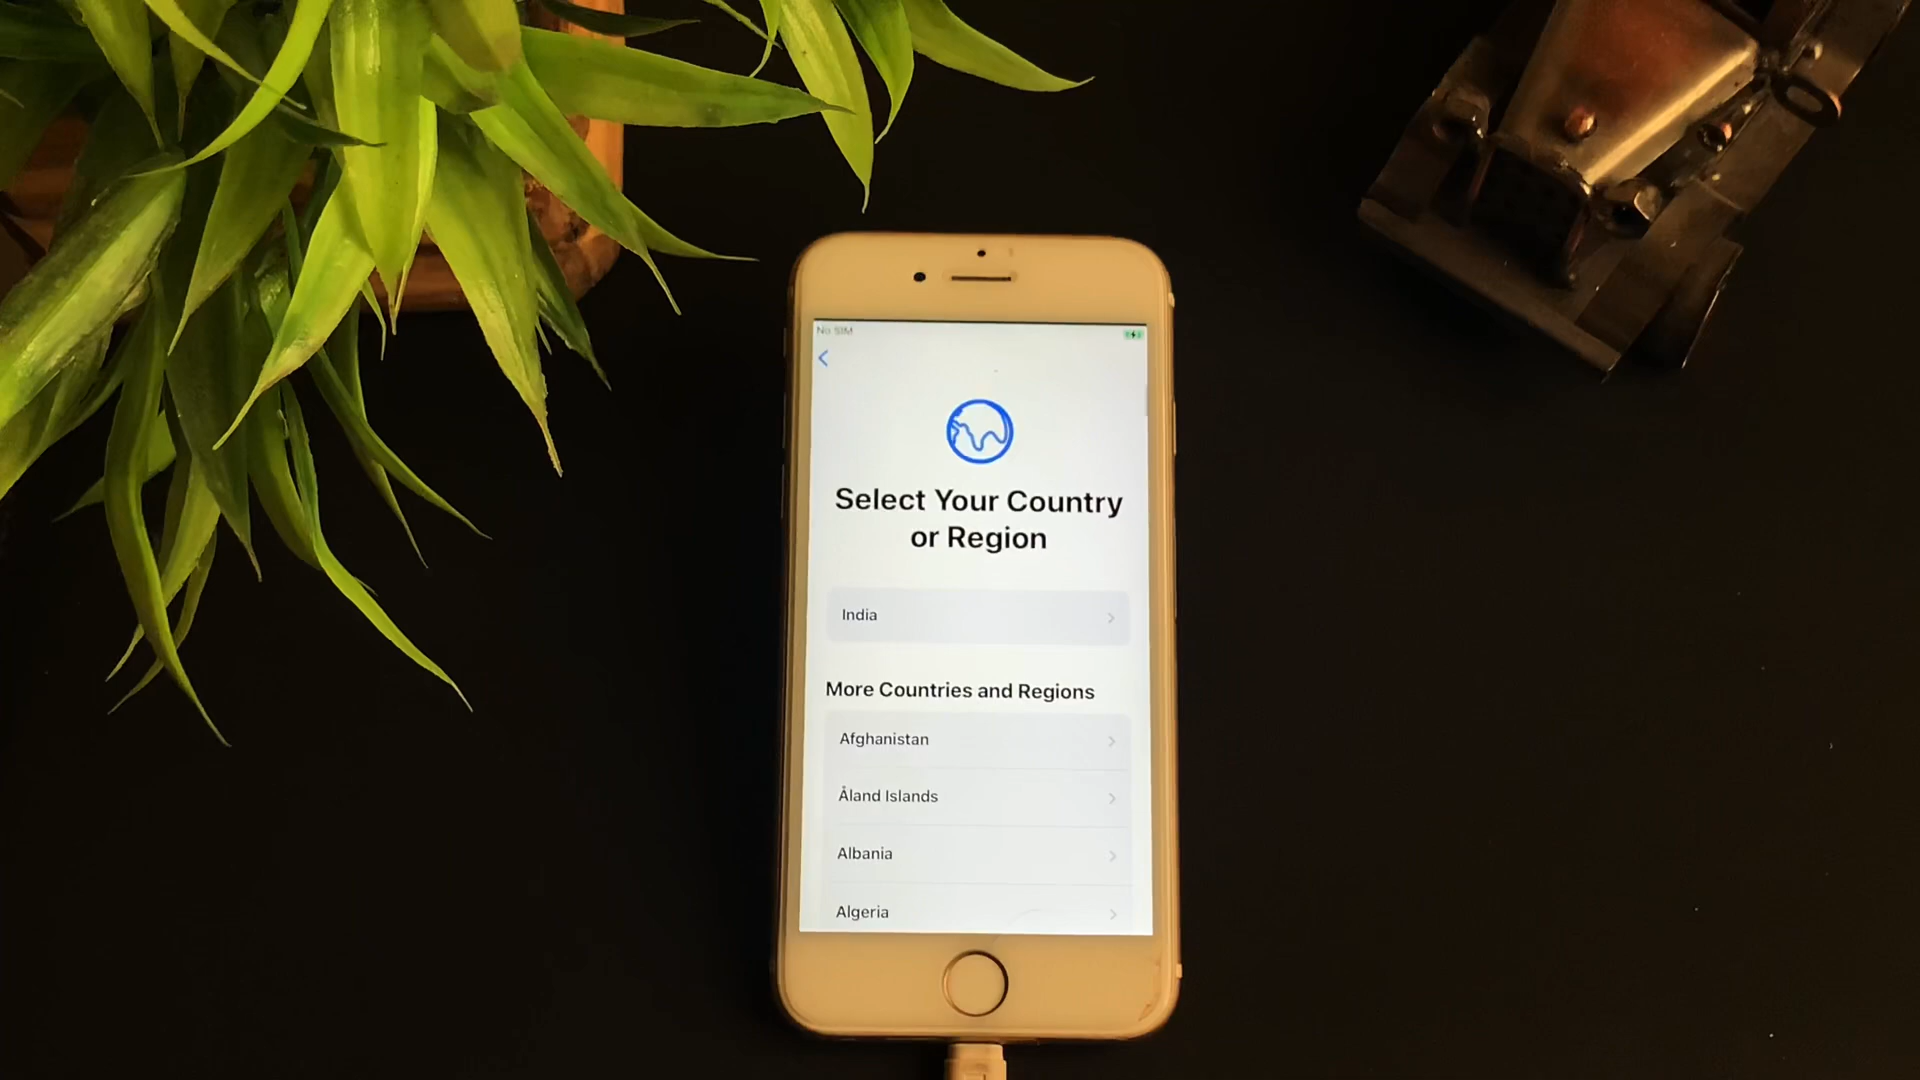 No SIM
Select Your Country
or Region
India
More Countries and Regions
Afghanistan
Åland Islands
Albania
Algeria